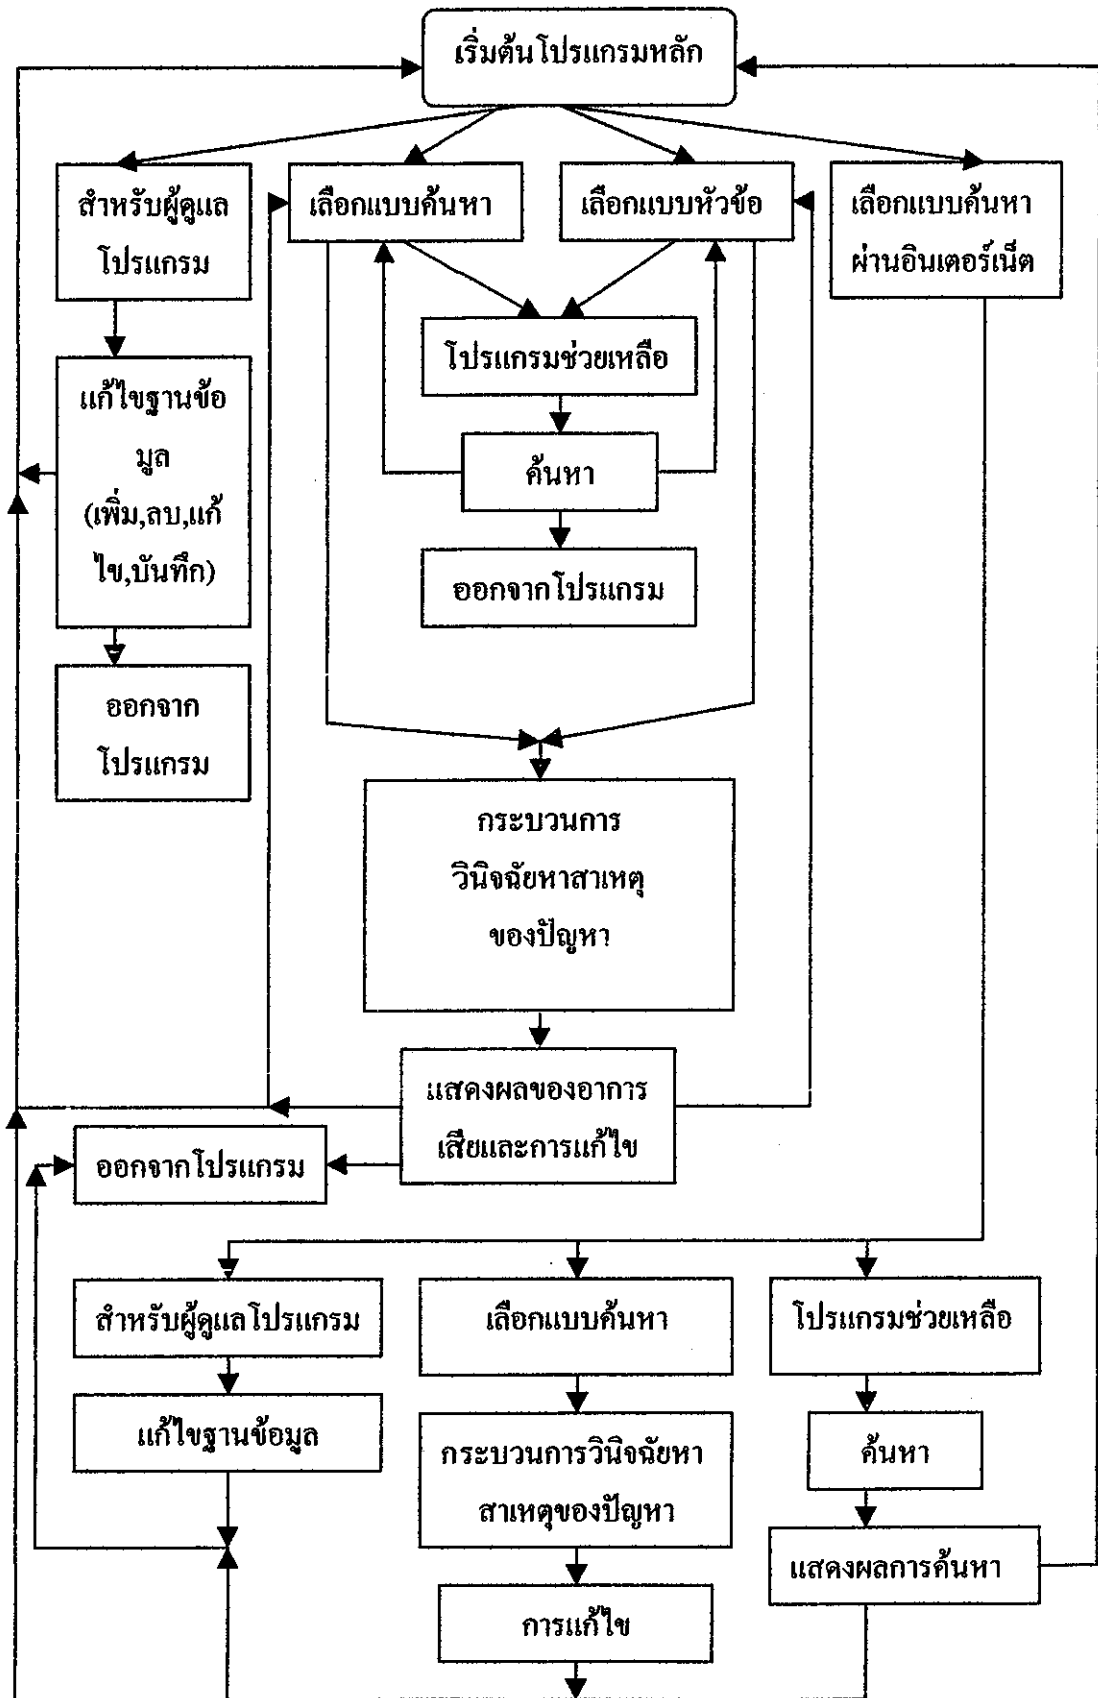 เริ่มต้นโปรแกรมหลัก
สำหรับผู้ดูแล
โปรแกรม
เลือกแบบค้นหา
เลือกแบบหัวข้อ
เลือกแบบค้นหา
ผ่านอินเตอร์เน็ต
โปรแกรมช่วยเหลือ
แก้ไขฐานข้อ
มูล
(เพิ่ม,ลบ,แก้
ไข,บันทึก)
ค้นหา
ออกจากโปรแกรม
ออกจาก
โปรแกรม
กระบวนการ
วินิจฉัยหาสาเหตุ
ของปัญหา
แสดงผลของอาการ
เสียและการแก้ไข
ออกจากโปรแกรม
สำหรับผู้ดูแลโปรแกรม
เลือกแบบค้นหา
โปรแกรมช่วยเหลือ
แก้ไขฐานข้อมูล
กระบวนการวินิจฉัยหา
สาเหตุของปัญหา
ค้นหา
แสดงผลการค้นหา
การแก้ไข